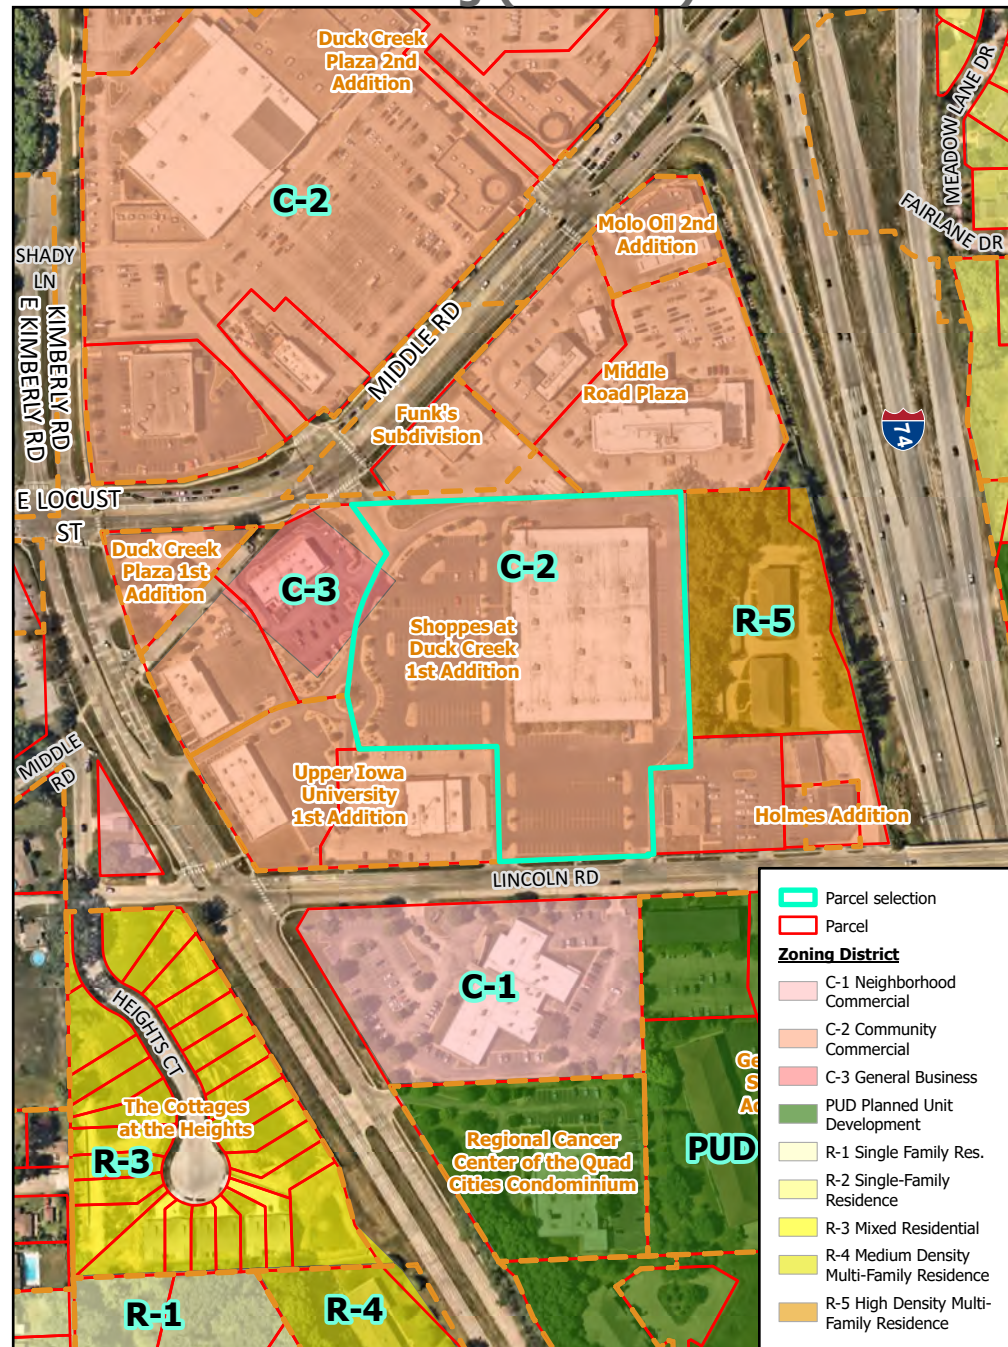 Duck Creek
Plaza 2nd
Addition
MEADOW LANE DR
C-2
Molo Oil 2nd
Addition
FAIRLANE DR
SHADY
LN
KIMBERLY RD
E KIMBERLY RD
MIDDLE RD
Middle
Road Plaza
Funk's
Subdivision
74
E LOCUST
ST
Duck Creek
Plaza 1st
Addition
C-3
C-2
Shoppes at
Duck Creek
1st Addition
R-5
MIDDLE
RD
Upper Iowa
University
1st Addition
Holmes Addition
LINCOLN RD
C-1
HEIGHTS CT
The Cottages
at the Heights
R-3
Regional Cancer
Center of the Quad
Cities Condominium
PUD
R-1
R-4
Parcel selection
Parcel
Zoning District
C-1 Neighborhood
Commercial
C-2 Community
Commercial
C-3 General Business
PUD Planned Unit
Development
R-1 Single Family Res.
R-2 Single-Family
Residence
R-3 Mixed Residential
R-4 Medium Density
Multi-Family Residence
R-5 High Density Multi-
Family Residence